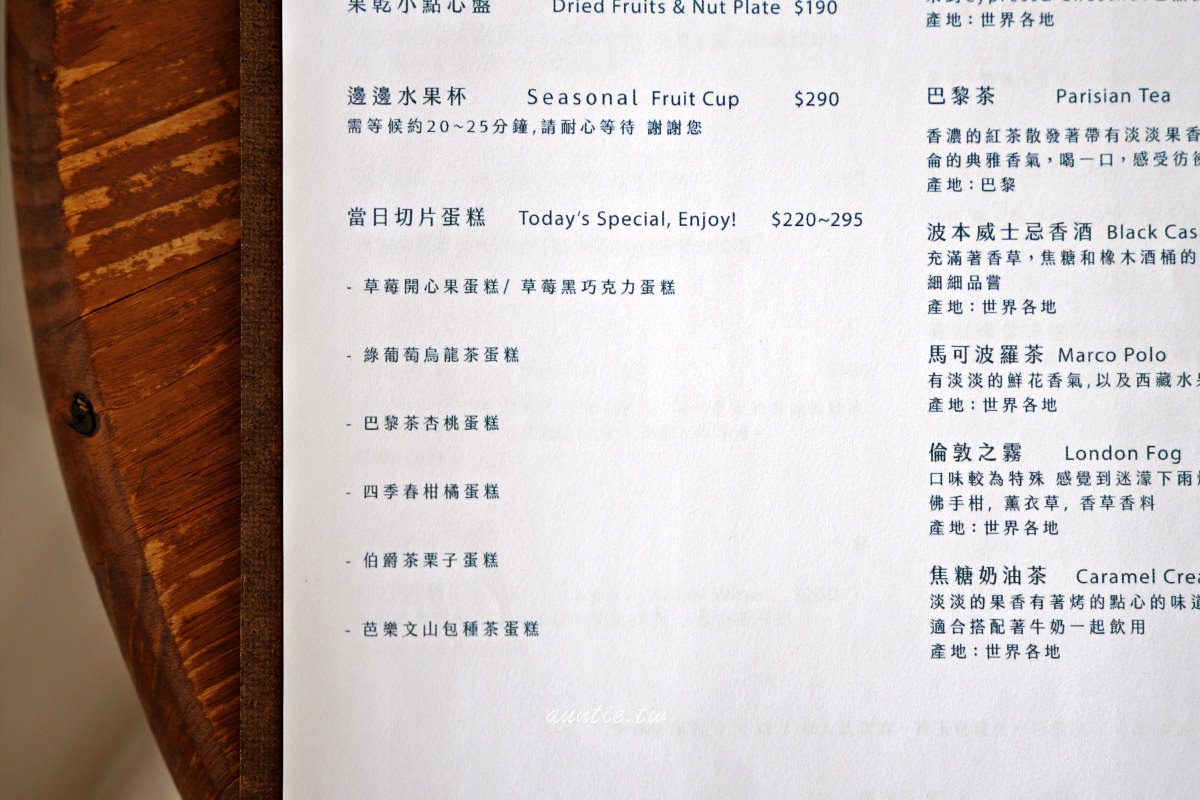 果乾小點心盤 Dried Fruits & Nut Plate $190
邊邊水果杯 Seasonal Fruit Cup $290
需等候約20~25分鐘,請耐心等待 謝謝您
當日切片蛋糕 Today's Special, Enjoy! $220~295
- 草莓開心果蛋糕/ 草莓黑巧克力蛋糕
- 綠葡萄烏龍茶蛋糕
- 巴黎茶杏桃蛋糕
- 四季春柑橘蛋糕
- 伯爵茶栗子蛋糕
- 芭樂文山包種茶蛋糕
產地：世界各地
巴黎茶 Parisian Tea
香濃的紅茶散發著帶有淡淡果香
侖的典雅香氣，喝一口，感受彷彿
產地：巴黎
波本威士忌香酒 Black Cas
充滿著香草，焦糖和橡木酒桶的
細細品嘗
產地：世界各地
馬可波羅茶 Marco Polo
有淡淡的鮮花香氣,以及西藏水果
產地：世界各地
倫敦之霧 London Fog
口味較為特殊 感覺到迷濛下雨
佛手柑, 薰衣草, 香草香料
產地：世界各地
焦糖奶油茶 Caramel Crea
淡淡的果香有著烤的點心的味道
適合搭配著牛奶一起飲用
產地：世界各地
auntie.tw